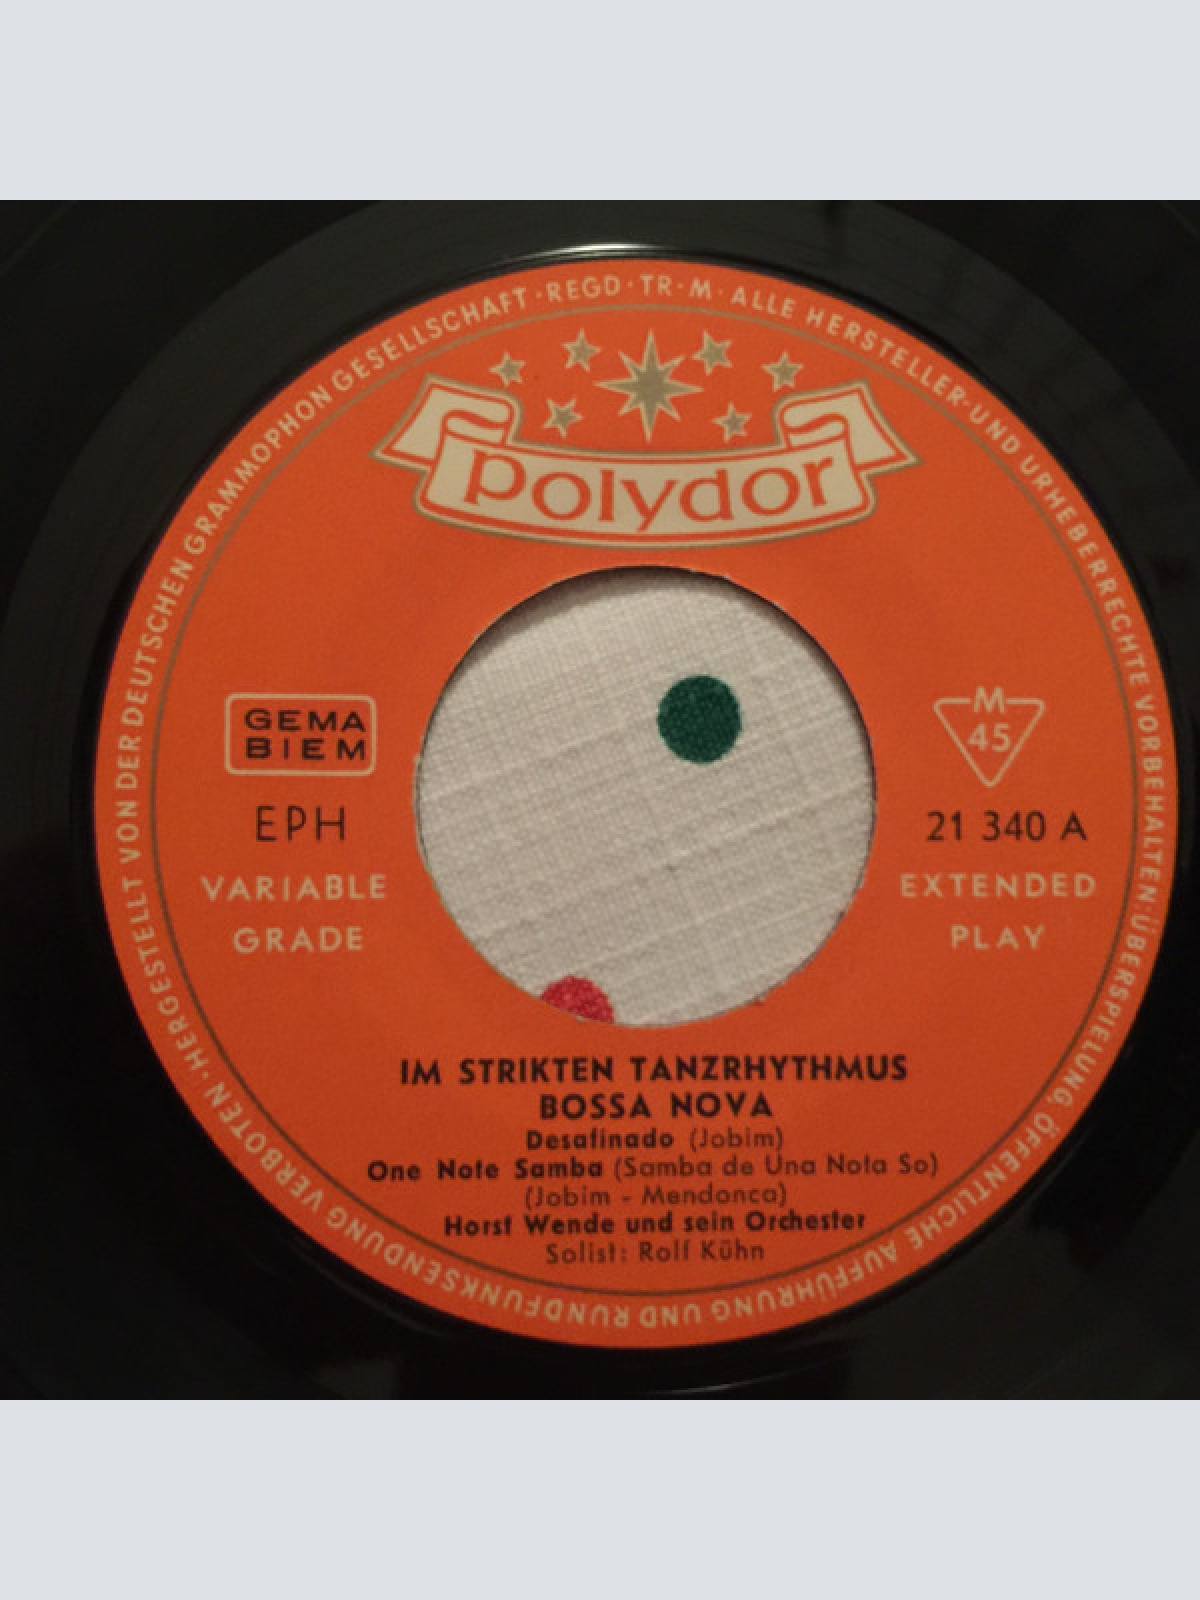 HERGESTELLT VON DER DEUTSCHEN GRAMMOPHON GESELLSCHAFT · REGD · TR · M · ALLE HERSTELLER- UND URHEBERRECHTE VORBEHALTEN · ÜBERSPIELUNG, ÖFFENTLICHE AUFFÜHRUNG UND RUNDFUNKSENDUNG VERBOTEN ·
polydor
GEMA
BIEM
EPH
VARIABLE
GRADE
M
45
21 340 A
EXTENDED
PLAY
IM STRIKTEN TANZRHYTHMUS
BOSSA NOVA
Desafinado (Jobim)
One Note Samba (Samba de Una Nota So)
(Jobim - Mendonca)
Horst Wende und sein Orchester
Solist: Rolf Kühn